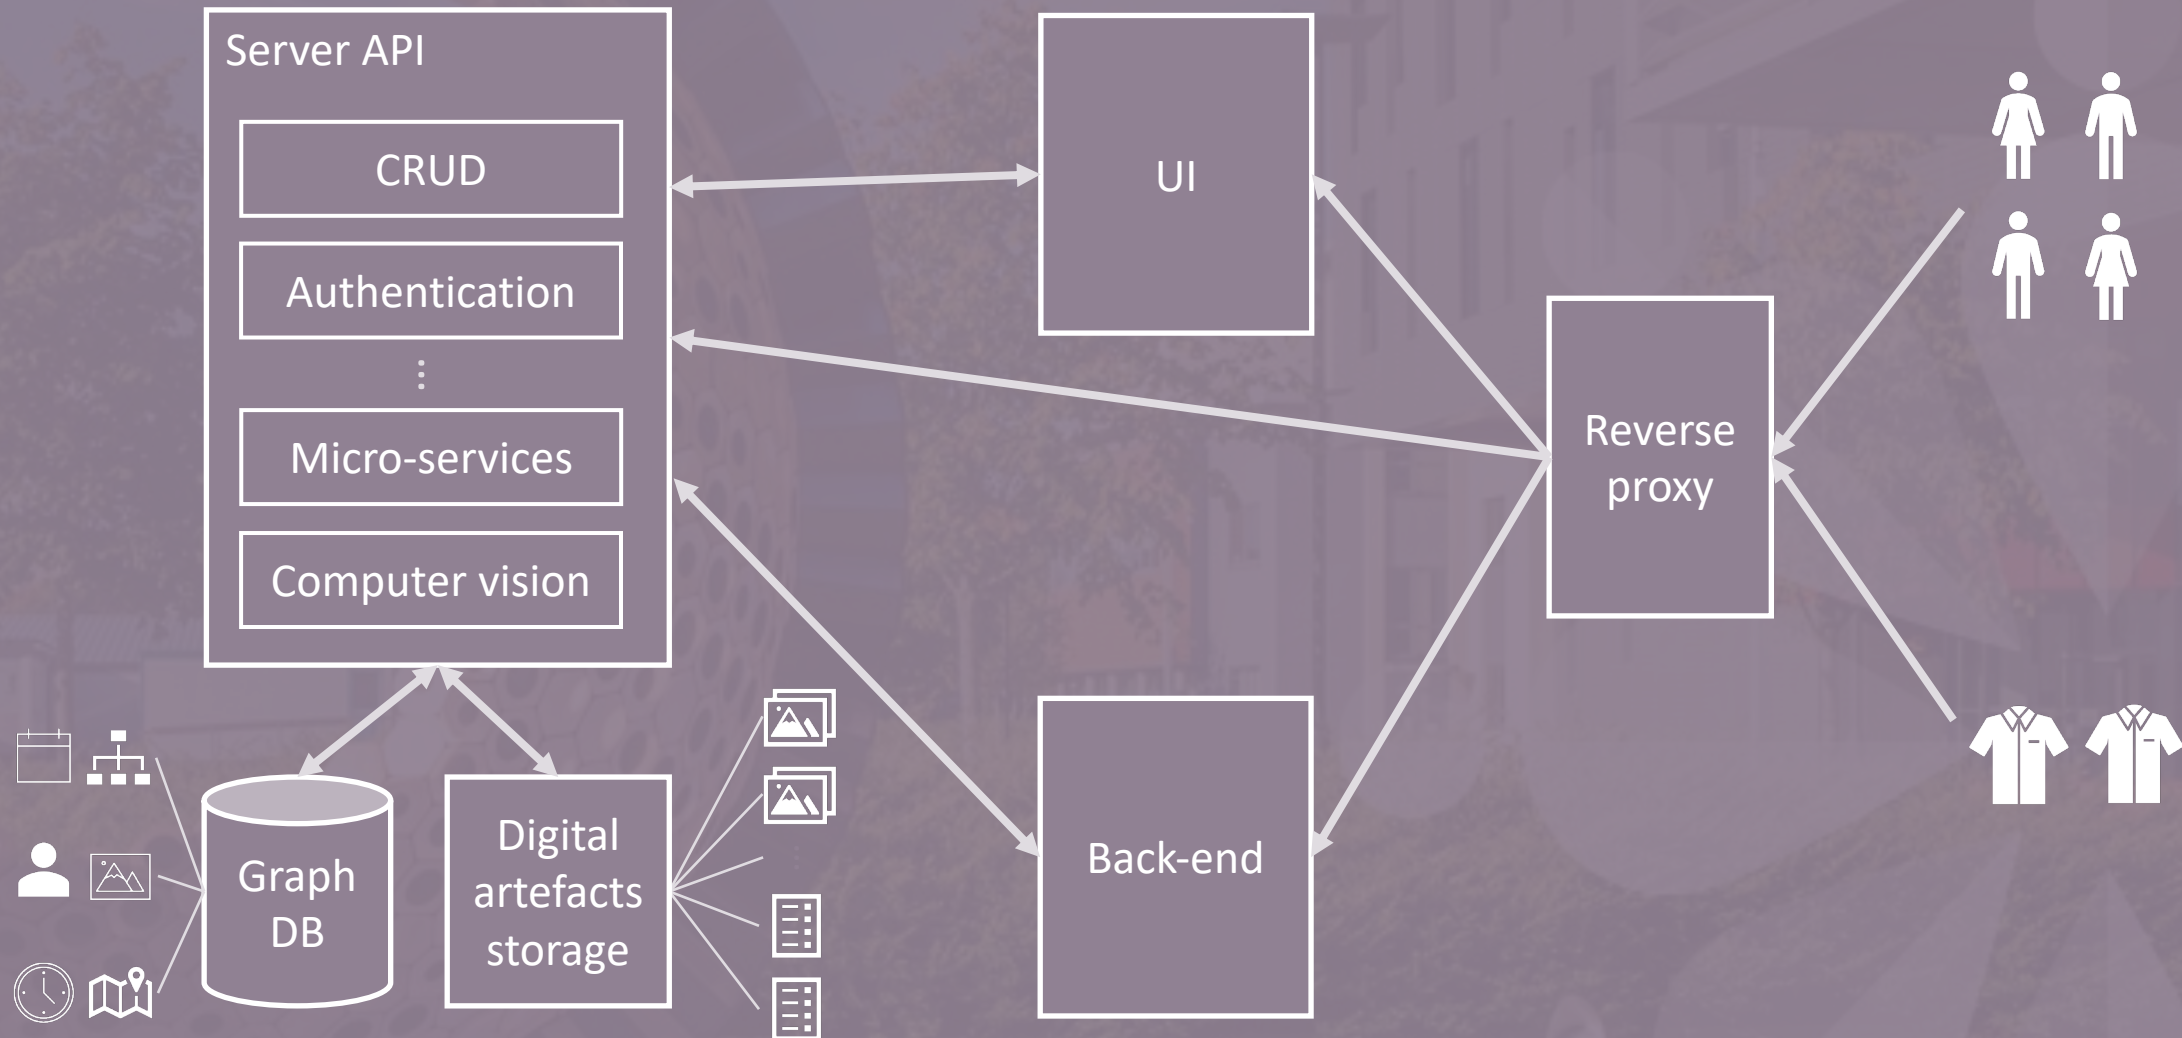 Server API
CRUD
Authentication
⋮
Micro-services
Computer vision
UI
Reverse
proxy
Graph
DB
Digital
artefacts
storage
Back-end